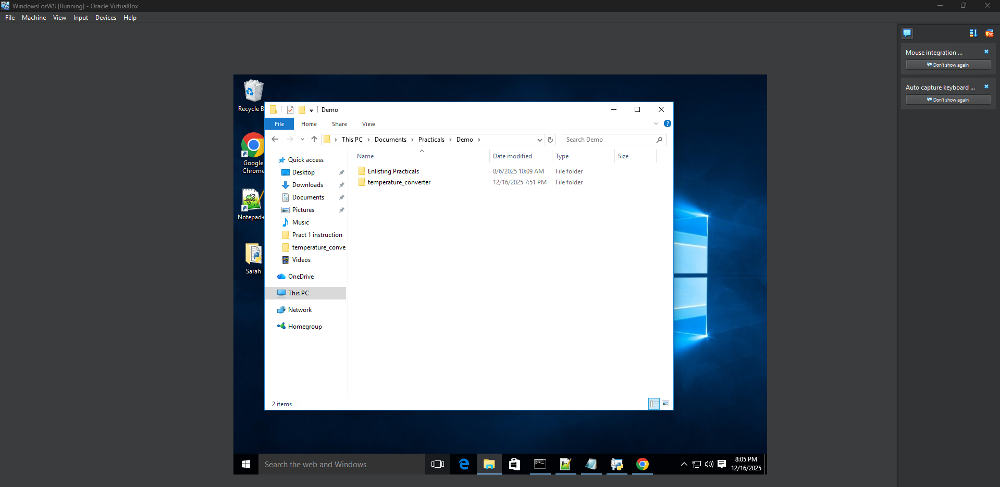 WindowsForWS [Running] - Oracle VirtualBox
File Machine View Input Devices Help
Mouse integration ...
Don't show again
Auto capture keyboard ...
Don't show again
Recycle B
Google
Chrome
Notepad+
Sarah
Demo
File Home Share View
This PC Documents Practicals Demo
Search Demo
Quick access
Desktop
Downloads
Documents
Pictures
Music
Pract 1 instruction
temperature_conve
Videos
OneDrive
This PC
Network
Homegroup
Name Date modified Type Size
Enlisting Practicals 8/6/2025 10:09 AM File folder
temperature_converter 12/16/2025 7:51 PM File folder
2 items
Search the web and Windows
8:05 PM
12/16/2025